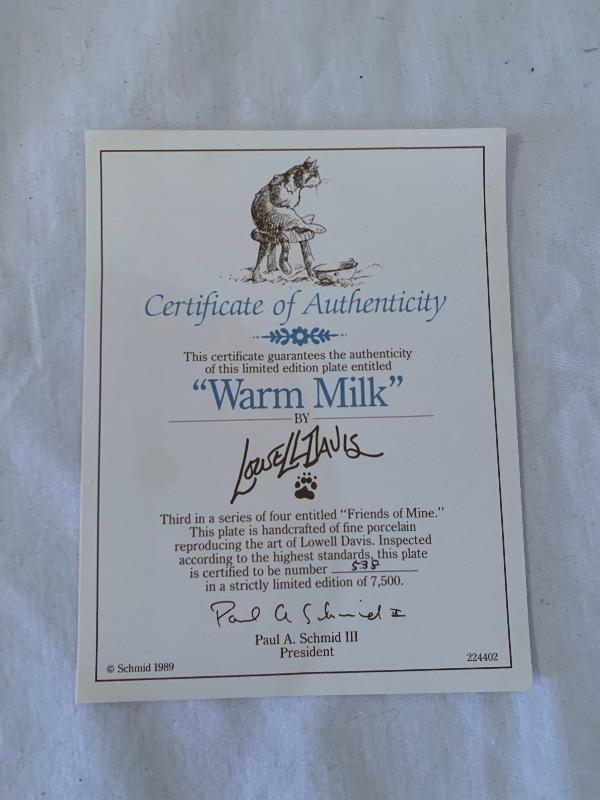 Certificate of Authenticity
This certificate guarantees the authenticity
of this limited edition plate entitled
“Warm Milk”
BY
LOWELL DAVIS
Third in a series of four entitled “Friends of Mine.”
This plate is handcrafted of fine porcelain
reproducing the art of Lowell Davis. Inspected
according to the highest standards, this plate
is certified to be number 538
in a strictly limited edition of 7,500.
Paul A Schmid III
Paul A. Schmid III
President
© Schmid 1989
224402